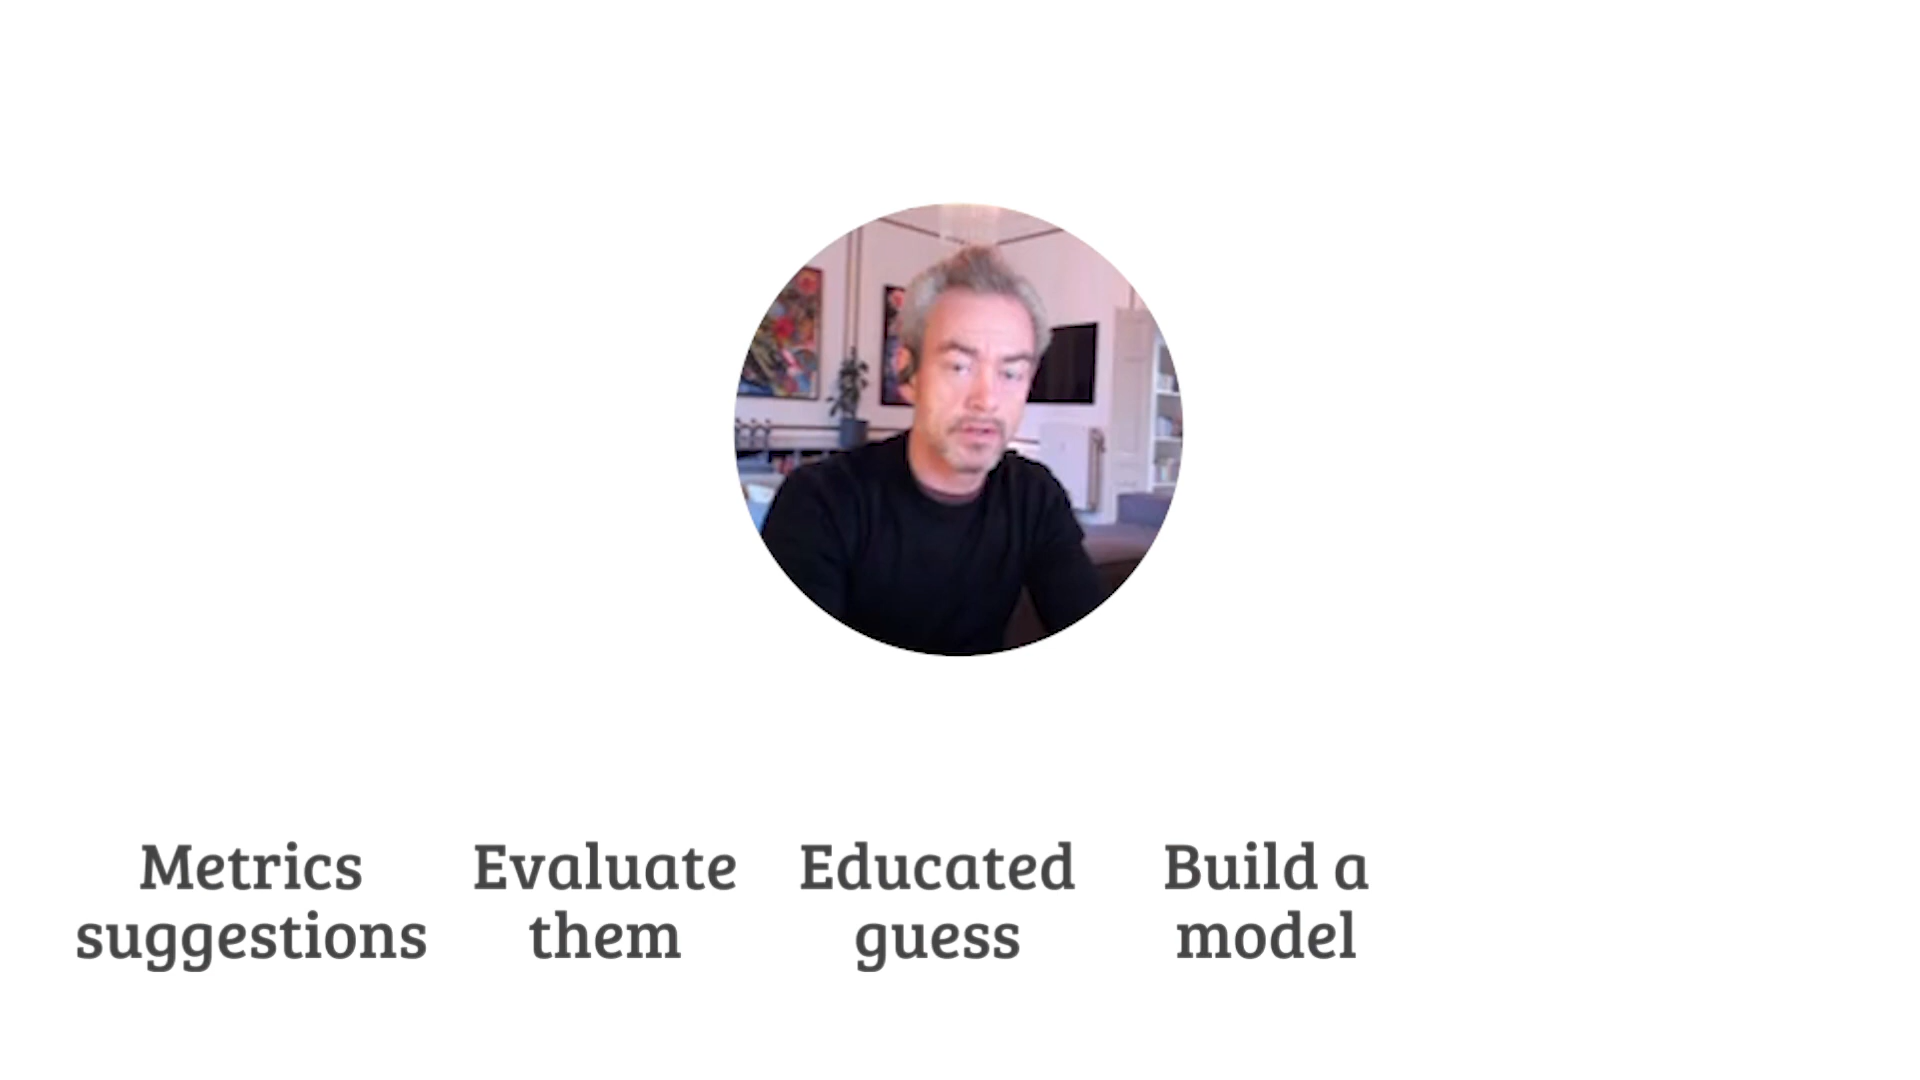 Metrics
suggestions
Evaluate
them
Educated
guess
Build a
model